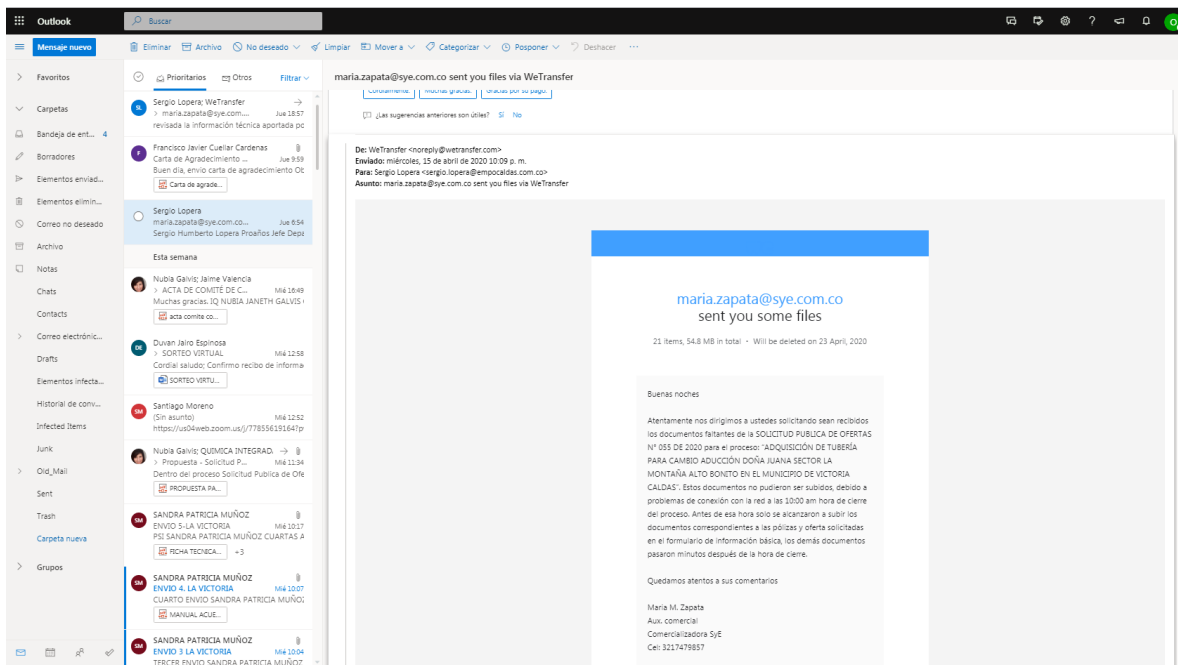 Outlook
Buscar
Mensaje nuevo
Eliminar
Archivo
No deseado
Limpiar
Mover a
Categorizar
Posponer
Deshacer
Favoritos
Carpetas
Bandeja de ent... 4
Borradores
Elementos enviad...
Elementos elimin...
Correo no deseado
Archivo
Notas
Chats
Contacts
Correo electrónic...
Drafts
Elementos infecta...
Historial de conv...
Infected Items
Junk
Old_Mail
Sent
Trash
Carpeta nueva
Grupos
Prioritarios
Otros
Filtrar
SL
Sergio Lopera; WeTransfer
> maria.zapata@sye.com.... Jue 18:57
revisada la información técnica aportada po
F
Francisco Javier Cuellar Cardenas
Carta de Agradecimiento ... Jue 9:59
Buen día, envio carta de agradecimiento Ob
Carta de agrade...
Sergio Lopera
maria.zapata@sye.com.co... Jue 6:54
Sergio Humberto Lopera Proaños Jefe Depa
Esta semana
Nubia Galvis; Jaime Valencia
> ACTA DE COMITÉ DE C... Mié 16:49
Muchas gracias. IQ NUBIA JANETH GALVIS
acta comite co...
DE
Duvan Jairo Espinosa
> SORTEO VIRTUAL Mié 12:58
Cordial saludo; Confirmo recibo de informa
SORTEO VIRTU...
SM
Santiago Moreno
(Sin asunto) Mié 12:52
https://us04web.zoom.us/j/77855619164?p
Nubia Galvis; QUIMICA INTEGRAD
> Propuesta - Solicitud P... Mié 11:34
Dentro del proceso Solicitud Publica de Ofe
PROPUESTA PA...
SM
SANDRA PATRICIA MUÑOZ
ENVIO 5-LA VICTORIA Mié 10:17
PSI SANDRA PATRICIA MUÑOZ CUARTAS A
FICHA TECNICA... +3
SM
SANDRA PATRICIA MUÑOZ
ENVIO 4. LA VICTORIA Mié 10:07
CUARTO ENVIO SANDRA PATRICIA MUÑOZ
MANUAL ACUE...
SM
SANDRA PATRICIA MUÑOZ
ENVIO 3 LA VICTORIA Mié 10:04
TERCER ENVIO SANDRA PATRICIA MUÑOZ
maria.zapata@sye.com.co sent you files via WeTransfer
Cordialmente. Muchas gracias. Gracias por su pago.
¿Las sugerencias anteriores son útiles? Sí No
De: WeTransfer <noreply@wetransfer.com>
Enviado: miércoles, 15 de abril de 2020 10:09 p. m.
Para: Sergio Lopera <sergio.lopera@empocaldas.com.co>
Asunto: maria.zapata@sye.com.co sent you files via WeTransfer
maria.zapata@sye.com.co
sent you some files
21 items, 54.8 MB in total • Will be deleted on 23 April, 2020
Buenas noches
Atentamente nos dirigimos a ustedes solicitando sean recibidos
los documentos faltantes de la SOLICITUD PUBLICA DE OFERTAS
N° 055 DE 2020 para el proceso: "ADQUISICIÓN DE TUBERÍA
PARA CAMBIO ADUCCIÓN DOÑA JUANA SECTOR LA
MONTAÑA ALTO BONITO EN EL MUNICIPIO DE VICTORIA
CALDAS". Estos documentos no pudieron ser subidos, debido a
problemas de conexión con la red a las 10:00 am hora de cierre
del proceso. Antes de esa hora solo se alcanzaron a subir los
documentos correspondientes a las pólizas y oferta solicitadas
en el formulario de información básica, los demás documentos
pasaron minutos después de la hora de cierre.
Quedamos atentos a sus comentarios
Maria M. Zapata
Aux. comercial
Comercializadora SyE
Cel: 3217479857